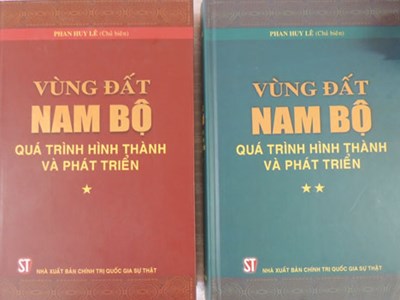 PHAN HUY LÊ (Chủ biên)
VÙNG ĐẤT
NAM BỘ
QUÁ TRÌNH HÌNH THÀNH
VÀ PHÁT TRIỂN
ST
NHÀ XUẤT BẢN CHÍNH TRỊ QUỐC GIA SỰ THẬT
PHAN HUY LÊ (Chủ biên)
VÙNG ĐẤT
NAM BỘ
QUÁ TRÌNH HÌNH THÀNH
VÀ PHÁT TRIỂN
ST
NHÀ XUẤT BẢN CHÍNH TRỊ QUỐC GIA SỰ THẬT